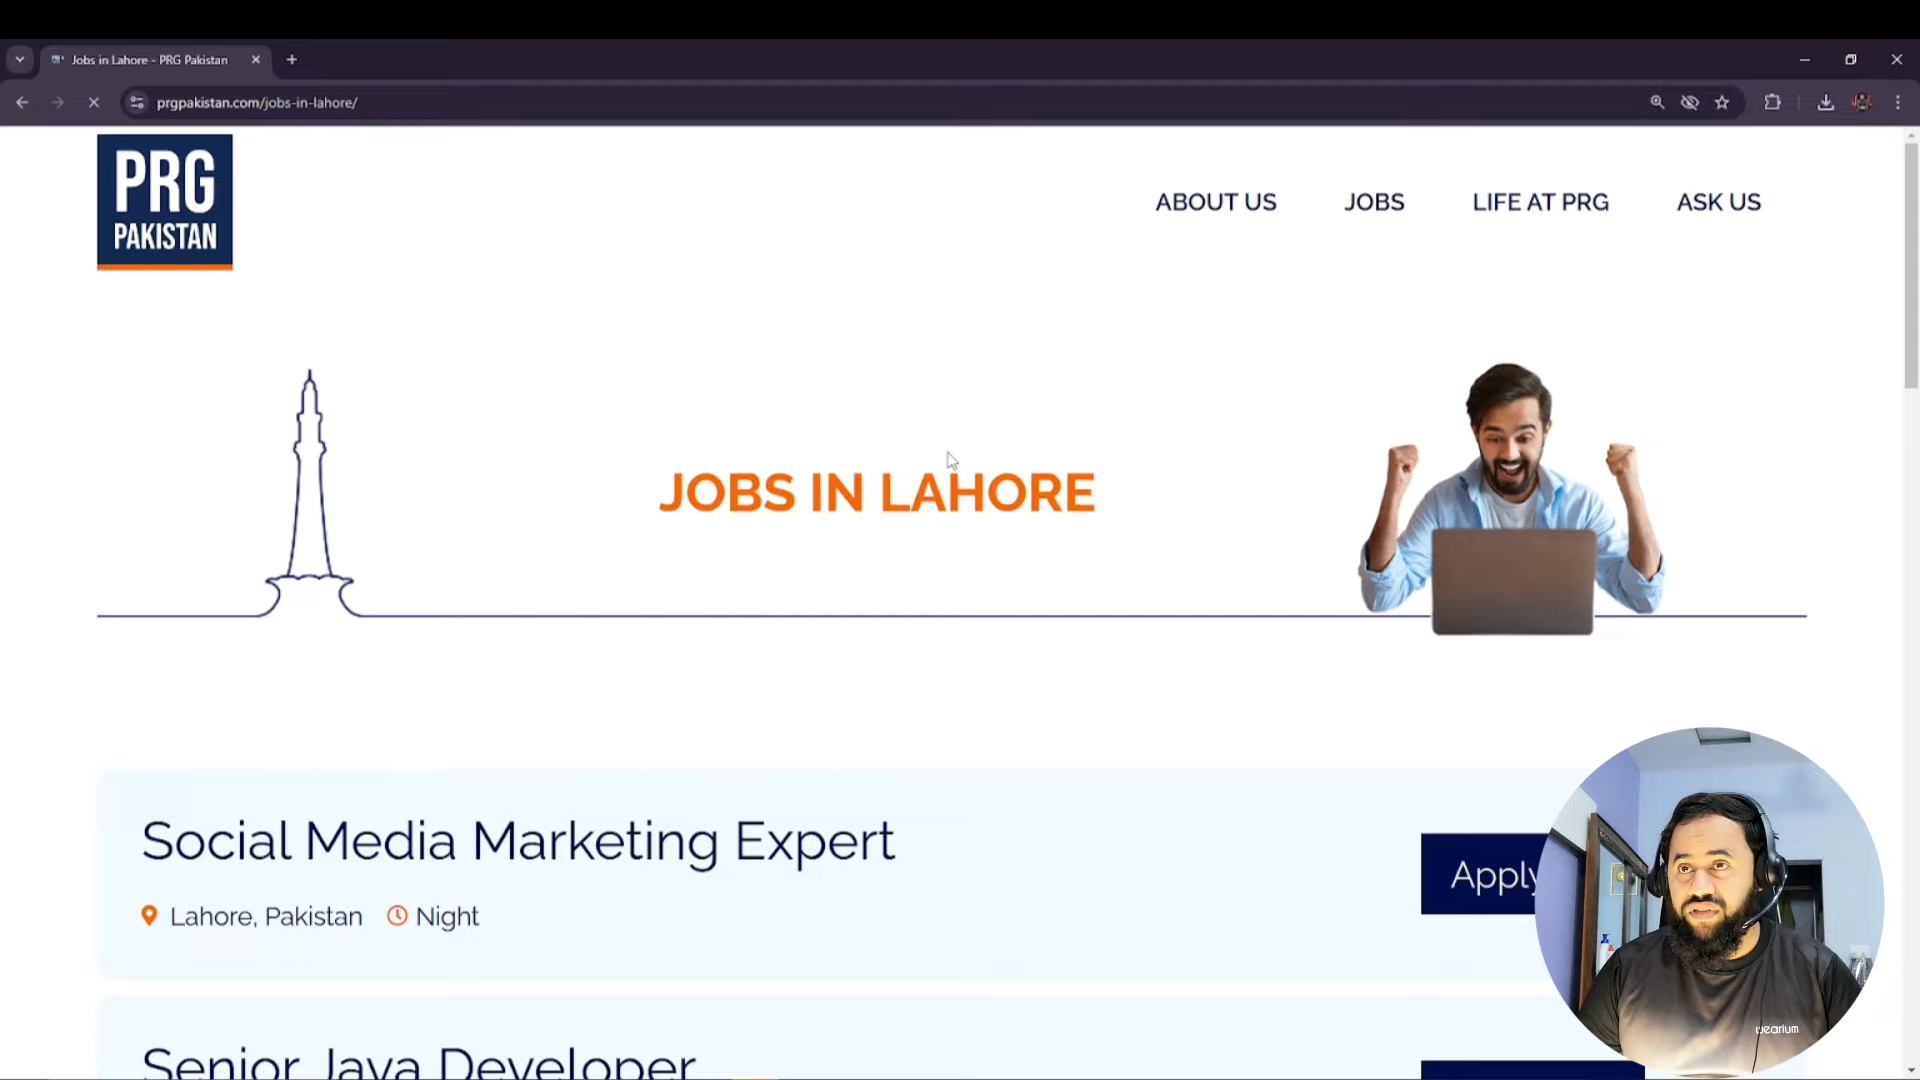 Jobs in Lahore - PRG Pakistan
prgpakistan.com/jobs-in-lahore/
PRG
PAKISTAN
ABOUT US
JOBS
LIFE AT PRG
ASK US
JOBS IN LAHORE
Social Media Marketing Expert
Lahore, Pakistan
Night
Apply
Senior Java Developer
wearium